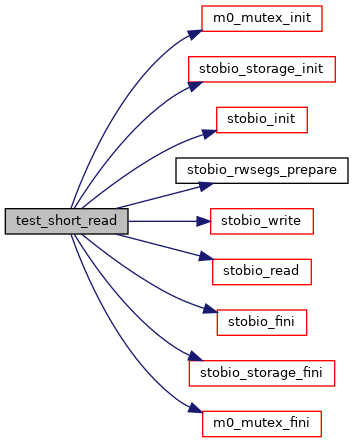 m0_mutex_init
stobio_storage_init
stobio_init
stobio_rwsegs_prepare
test_short_read
stobio_write
stobio_read
stobio_fini
stobio_storage_fini
m0_mutex_fini